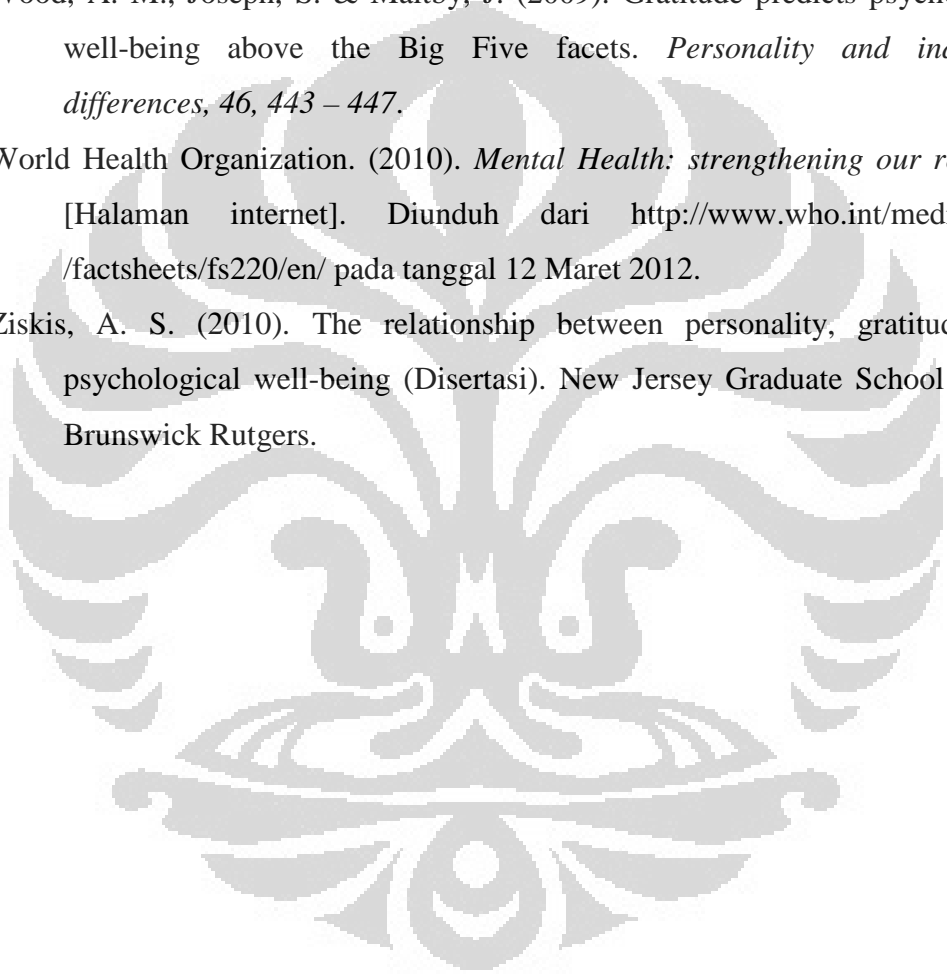 Wood, A. M., Joseph, S. & Maltby, J. (2009). Gratitude predicts
well-being above the Big Five facets. Personality and
differences, 46, 443 – 447.
World Health Organization. (2010). Mental Health: strengthening our
[Halaman internet]. Diunduh dari http://www.who.int/med
/factsheets/fs220/en/ pada tanggal 12 Maret 2012.
Ziskis, A. S. (2010). The relationship between personality,
psychological well-being (Disertasi). New Jersey Graduate School
Brunswick Rutgers.